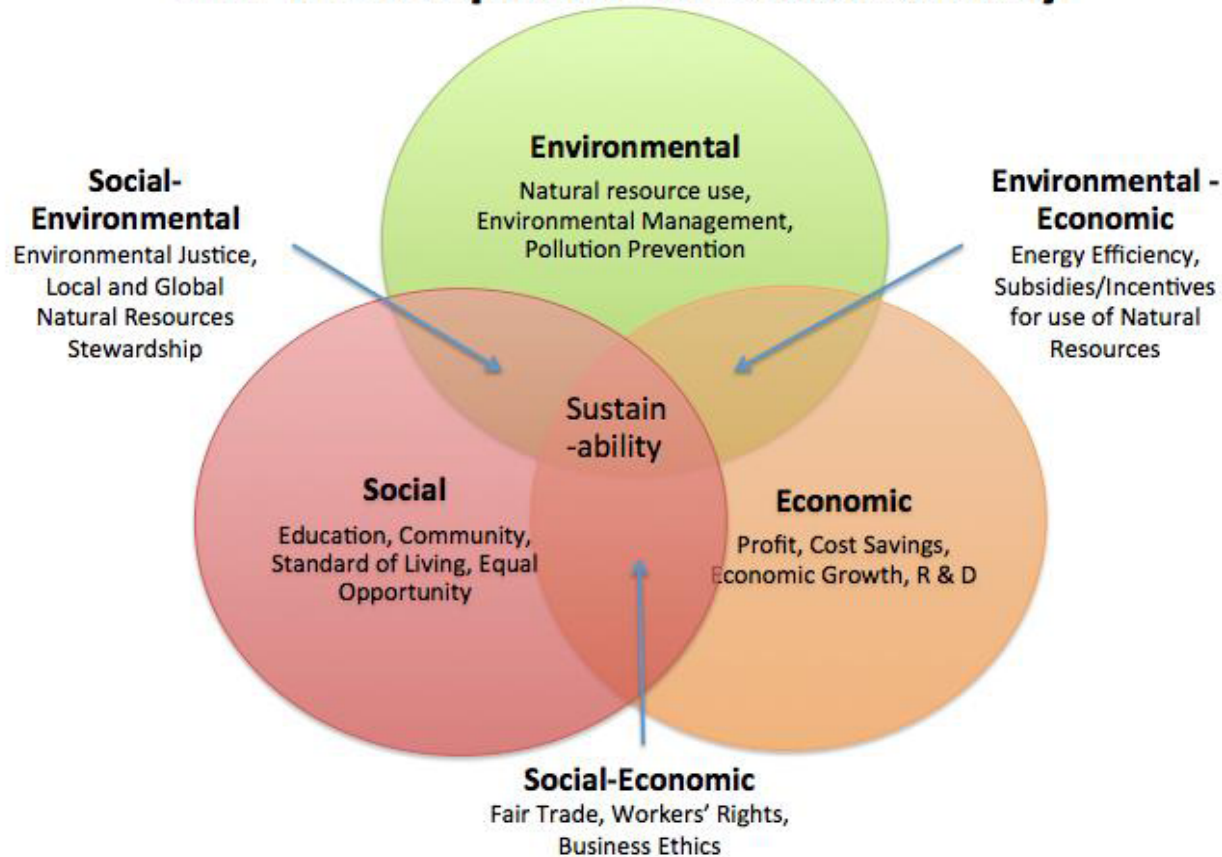 Environmental
Natural resource use,
Environmental Management,
Pollution Prevention
Social-
Environmental
Environmental Justice,
Local and Global
Natural Resources
Stewardship
Environmental -
Economic
Energy Efficiency,
Subsidies/Incentives
for use of Natural
Resources
Sustain
-ability
Social
Education, Community,
Standard of Living, Equal
Opportunity
Economic
Profit, Cost Savings,
Economic Growth, R & D
Social-Economic
Fair Trade, Workers’ Rights,
Business Ethics